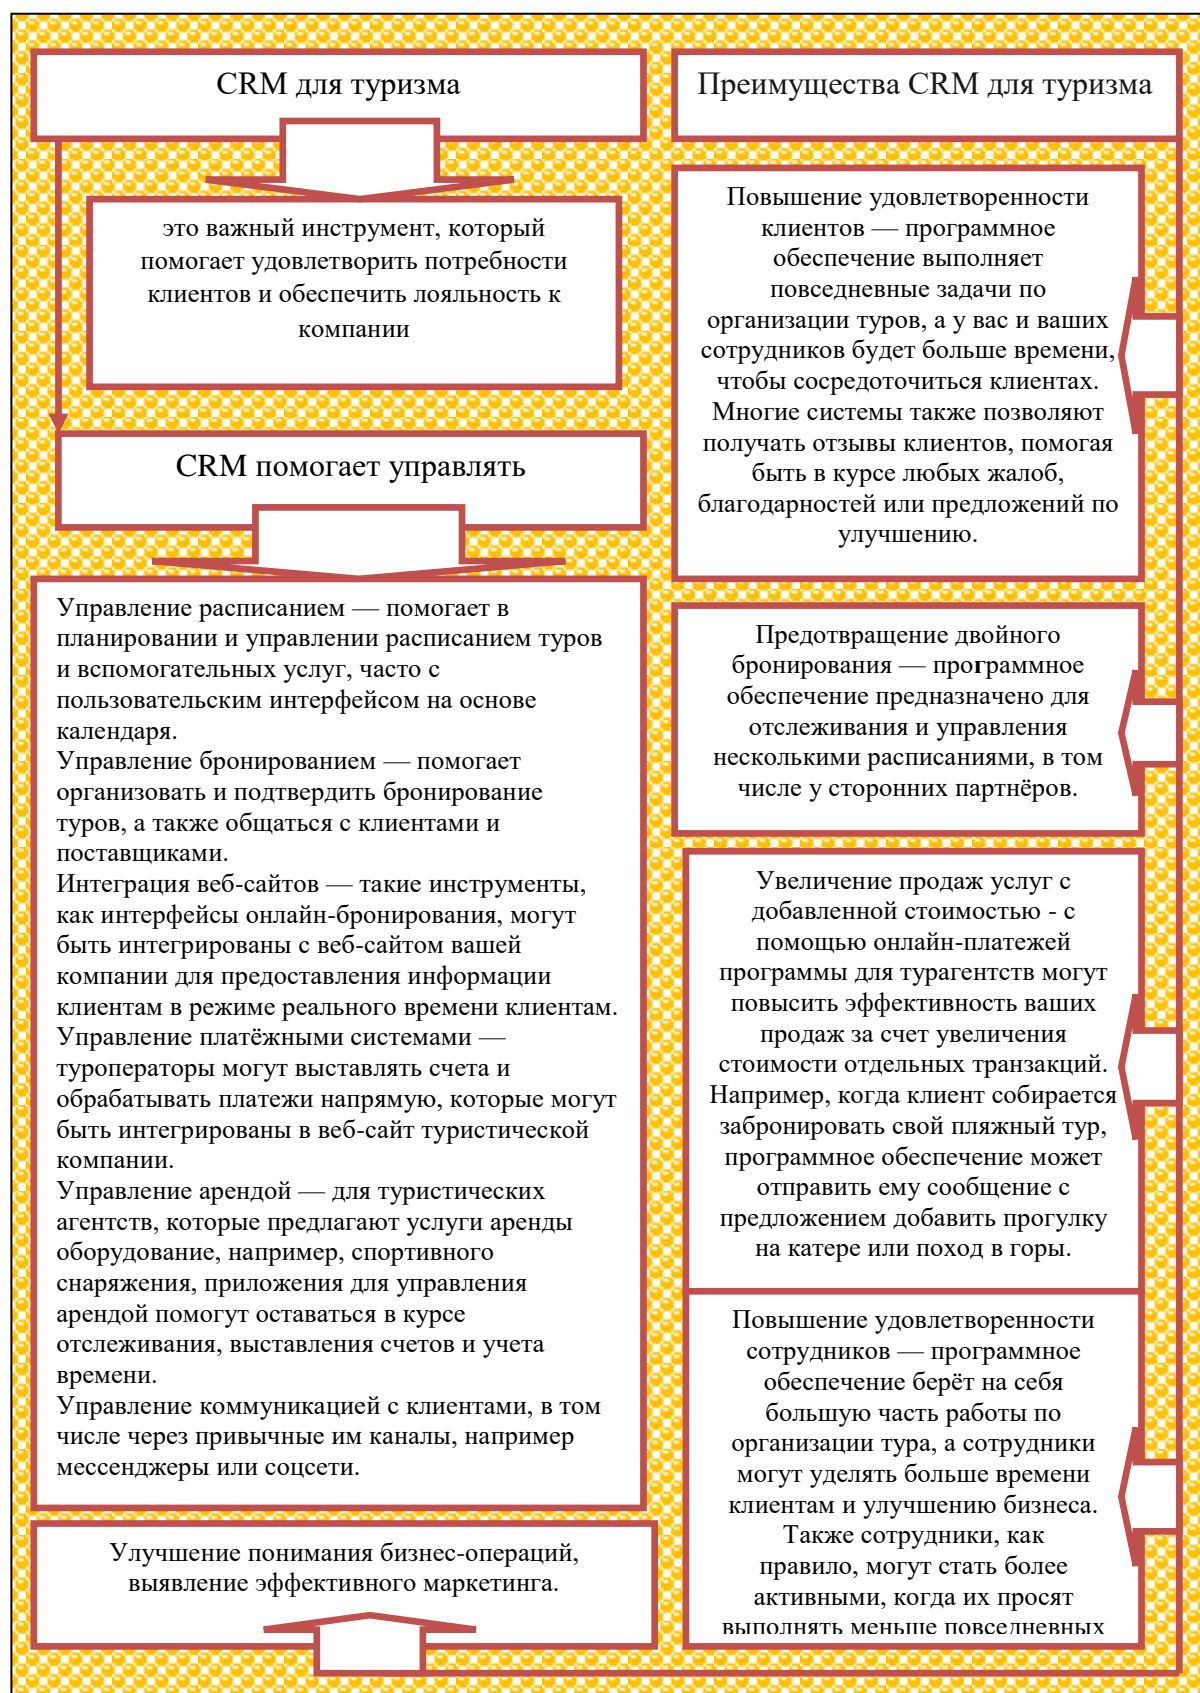 CRM для туризма
это важный инструмент, который
помогает удовлетворить потребности
клиентов и обеспечить лояльность к
компании
CRM помогает управлять
Управление расписанием — помогает в
планировании и управлении расписанием туров
и вспомогательных услуг, часто с
пользовательским интерфейсом на основе
календаря.
Управление бронированием — помогает
организовать и подтвердить бронирование
туров, а также общаться с клиентами и
поставщиками.
Интеграция веб-сайтов — такие инструменты,
как интерфейсы онлайн-бронирования, могут
быть интегрированы с веб-сайтом вашей
компании для предоставления информации
клиентам в режиме реального времени клиентам.
Управление платёжными системами —
туроператоры могут выставлять счета и
обрабатывать платежи напрямую, которые могут
быть интегрированы в веб-сайт туристической
компании.
Управление арендой — для туристических
агентств, которые предлагают услуги аренды
оборудование, например, спортивного
снаряжения, приложения для управления
арендой помогут оставаться в курсе
отслеживания, выставления счетов и учета
времени.
Управление коммуникацией с клиентами, в том
числе через привычные им каналы, например
мессенджеры или соцсети.
Улучшение понимания бизнес-операций,
выявление эффективного маркетинга.
Преимущества CRM для туризма
Повышение удовлетворенности
клиентов — программное
обеспечение выполняет
повседневные задачи по
организации туров, а у вас и ваших
сотрудников будет больше времени,
чтобы сосредоточиться клиентах.
Многие системы также позволяют
получать отзывы клиентов, помогая
быть в курсе любых жалоб,
благодарностей или предложений по
улучшению.
Предотвращение двойного
бронирования — программное
обеспечение предназначено для
отслеживания и управления
несколькими расписаниями, в том
числе у сторонних партнёров.
Увеличение продаж услуг с
добавленной стоимостью - с
помощью онлайн-платежей
программы для турагентств могут
повысить эффективность ваших
продаж за счет увеличения
стоимости отдельных транзакций.
Например, когда клиент собирается
забронировать свой пляжный тур,
программное обеспечение может
отправить ему сообщение с
предложением добавить прогулку
на катере или поход в горы.
Повышение удовлетворенности
сотрудников — программное
обеспечение берёт на себя
большую часть работы по
организации тура, а сотрудники
могут уделять больше времени
клиентам и улучшению бизнеса.
Также сотрудники, как
правило, могут стать более
активными, когда их просят
выполнять меньше повседневных